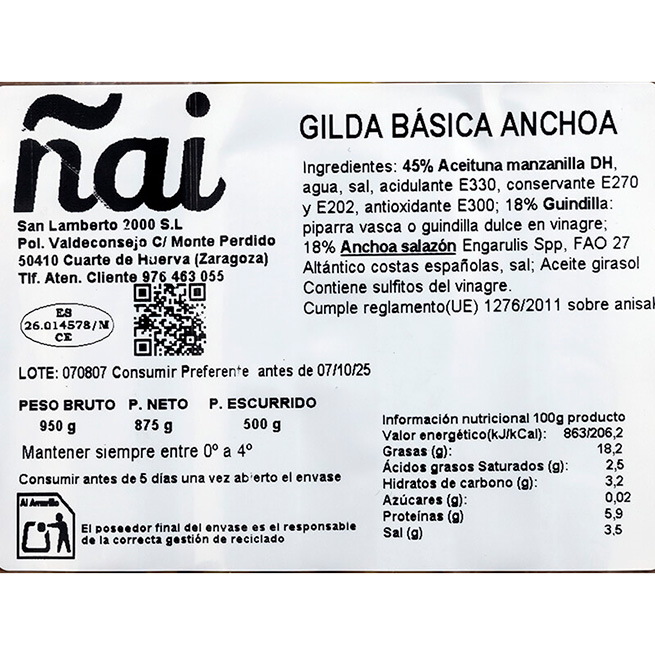 ñai
GILDA BÁSICA ANCHOA
Ingredientes: 45% Aceituna manzanilla DH,
agua, sal, acidulante E330, conservante E270
y E202, antioxidante E300; 18% Guindilla:
piparra vasca o guindilla dulce en vinagre;
18% Anchoa salazón Engarulis Spp, FAO 27
Altántico costas españolas, sal; Aceite girasol
Contiene sulfitos del vinagre.
Cumple reglamento(UE) 1276/2011 sobre anisak
San Lamberto 2000 S.L
Pol. Valdeconsejo C/ Monte Perdido
50410 Cuarte de Huerva (Zaragoza)
Tlf. Aten. Cliente 976 463 055
ES
26.014578/M
CE
LOTE: 070807 Consumir Preferente antes de 07/10/25
PESO BRUTO P. NETO P. ESCURRIDO
950 g 875 g 500 g
Mantener siempre entre 0º a 4º
Consumir antes de 5 días una vez abierto el envase
Al Amarillo
El poseedor final del envase es el responsable
de la correcta gestión de reciclado
Información nutricional 100g producto
Valor energético(kJ/kCal): 863/206,2
Grasas (g): 18,2
Ácidos grasos Saturados (g): 2,5
Hidratos de carbono (g): 3,2
Azúcares (g): 0,02
Proteínas (g) 5,9
Sal (g) 3,5